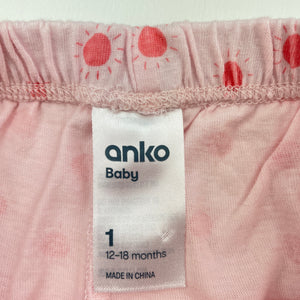 anko
Baby
1
12-18 months
MADE IN CHINA